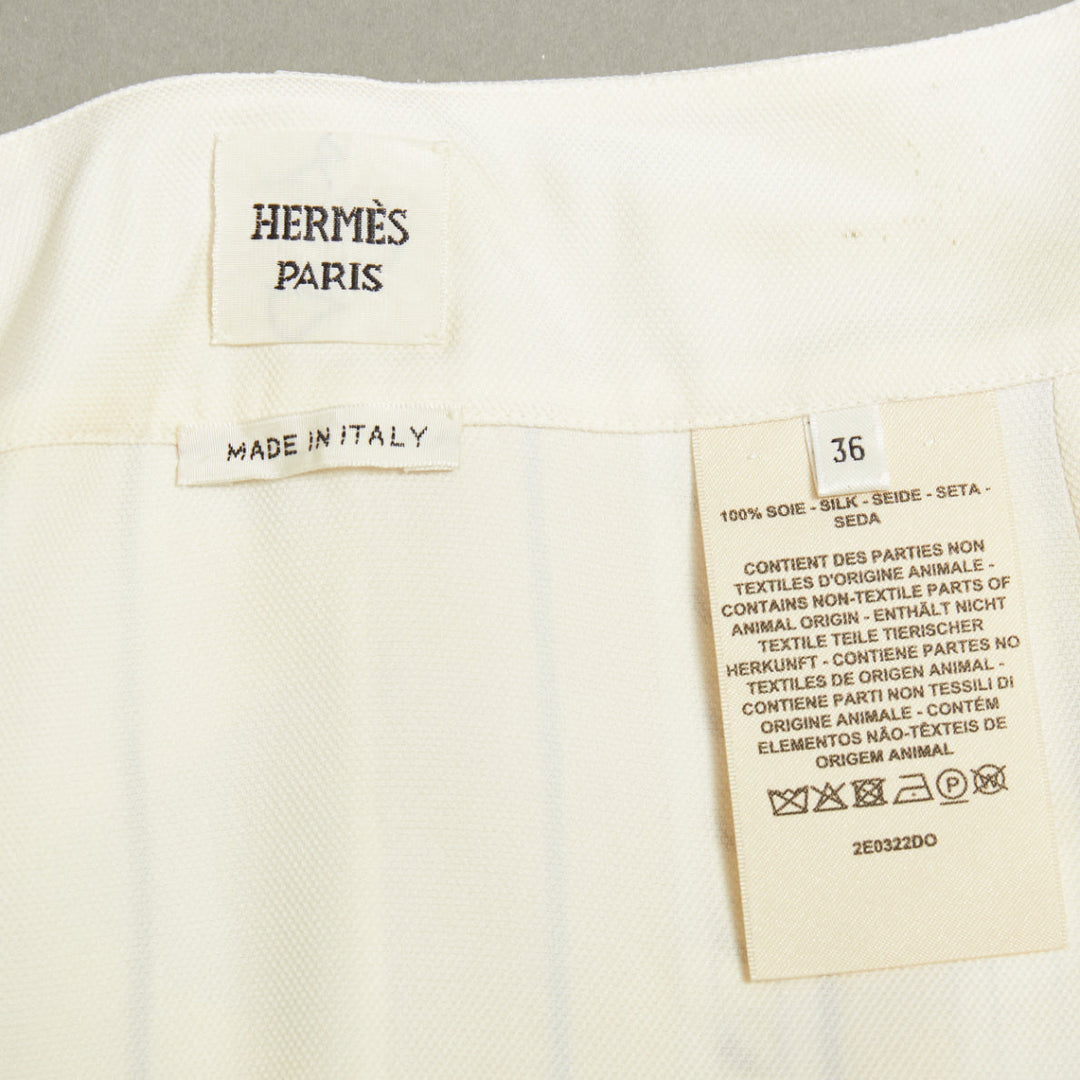 HERMÈS
PARIS
MADE IN ITALY
36
100% SOIE - SILK - SEIDE - SETA -
SEDA
CONTIENT DES PARTIES NON
TEXTILES D'ORIGINE ANIMALE -
CONTAINS NON-TEXTILE PARTS OF
ANIMAL ORIGIN - ENTHÄLT NICHT
TEXTILE TEILE TIERISCHER
HERKUNFT - CONTIENE PARTES NO
TEXTILES DE ORIGEN ANIMAL -
CONTIENE PARTI NON TESSILI DI
ORIGINE ANIMALE - CONTÉM
ELEMENTOS NÃO-TÊXTEIS DE
ORIGEM ANIMAL
P W
2E0322DO